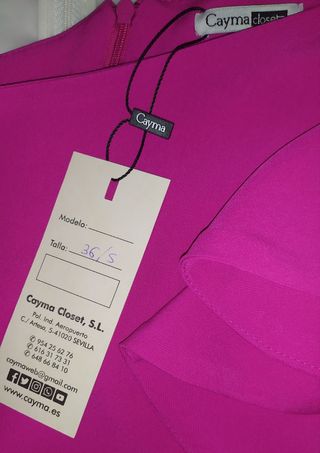 Cayma closet
Cayma
Modelo:
Talla: 36/S
Cayma Closet, S.L.
Pol. Ind. Aeropuerto
C./ Artesa, 5-41020 SEVILLA
954 25 62 76
616 31 73 31
648 66 84 10
caymaweb@gmail.com
www.cayma.es